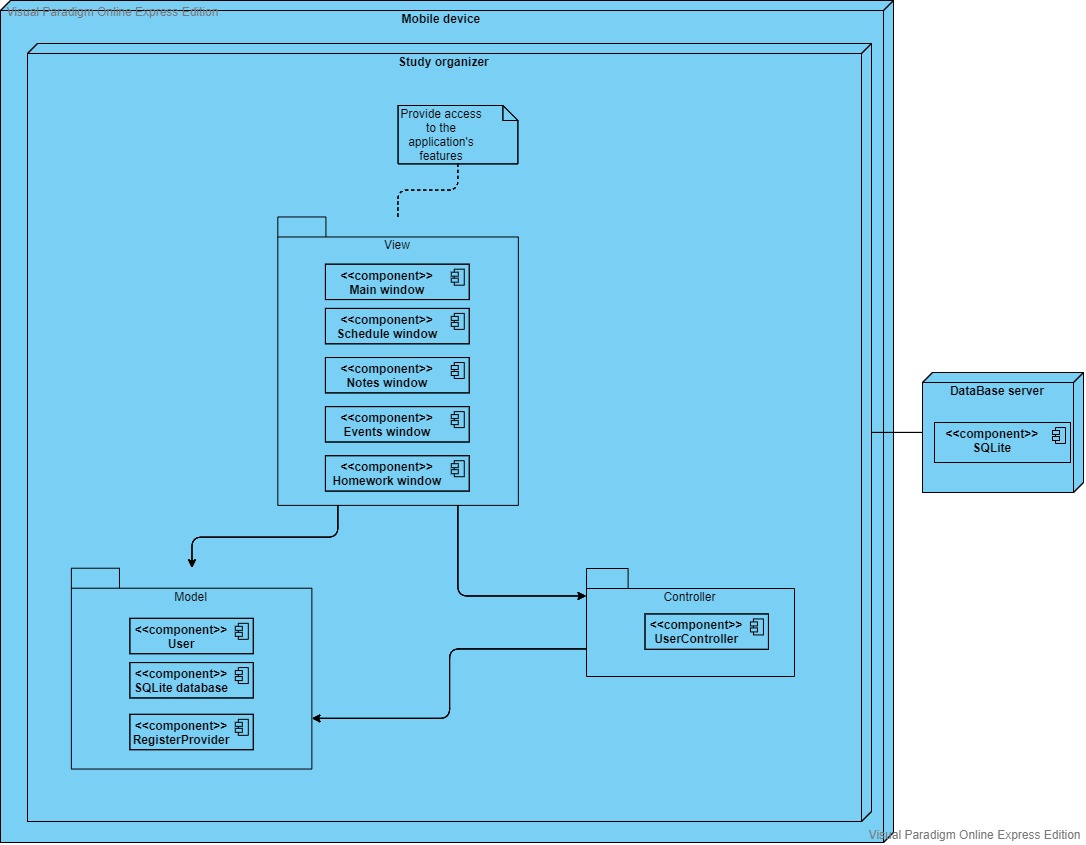 Visual Paradigm Online Express Edition
Mobile device
Study organizer
Provide access
to the
application's
features
View
<<component>>
Main window
<<component>>
Schedule window
<<component>>
Notes window
<<component>>
Events window
<<component>>
Homework window
DataBase server
<<component>>
SQLite
Model
<<component>>
User
<<component>>
SQLite database
<<component>>
RegisterProvider
Controller
<<component>>
UserController
Visual Paradigm Online Express Edition